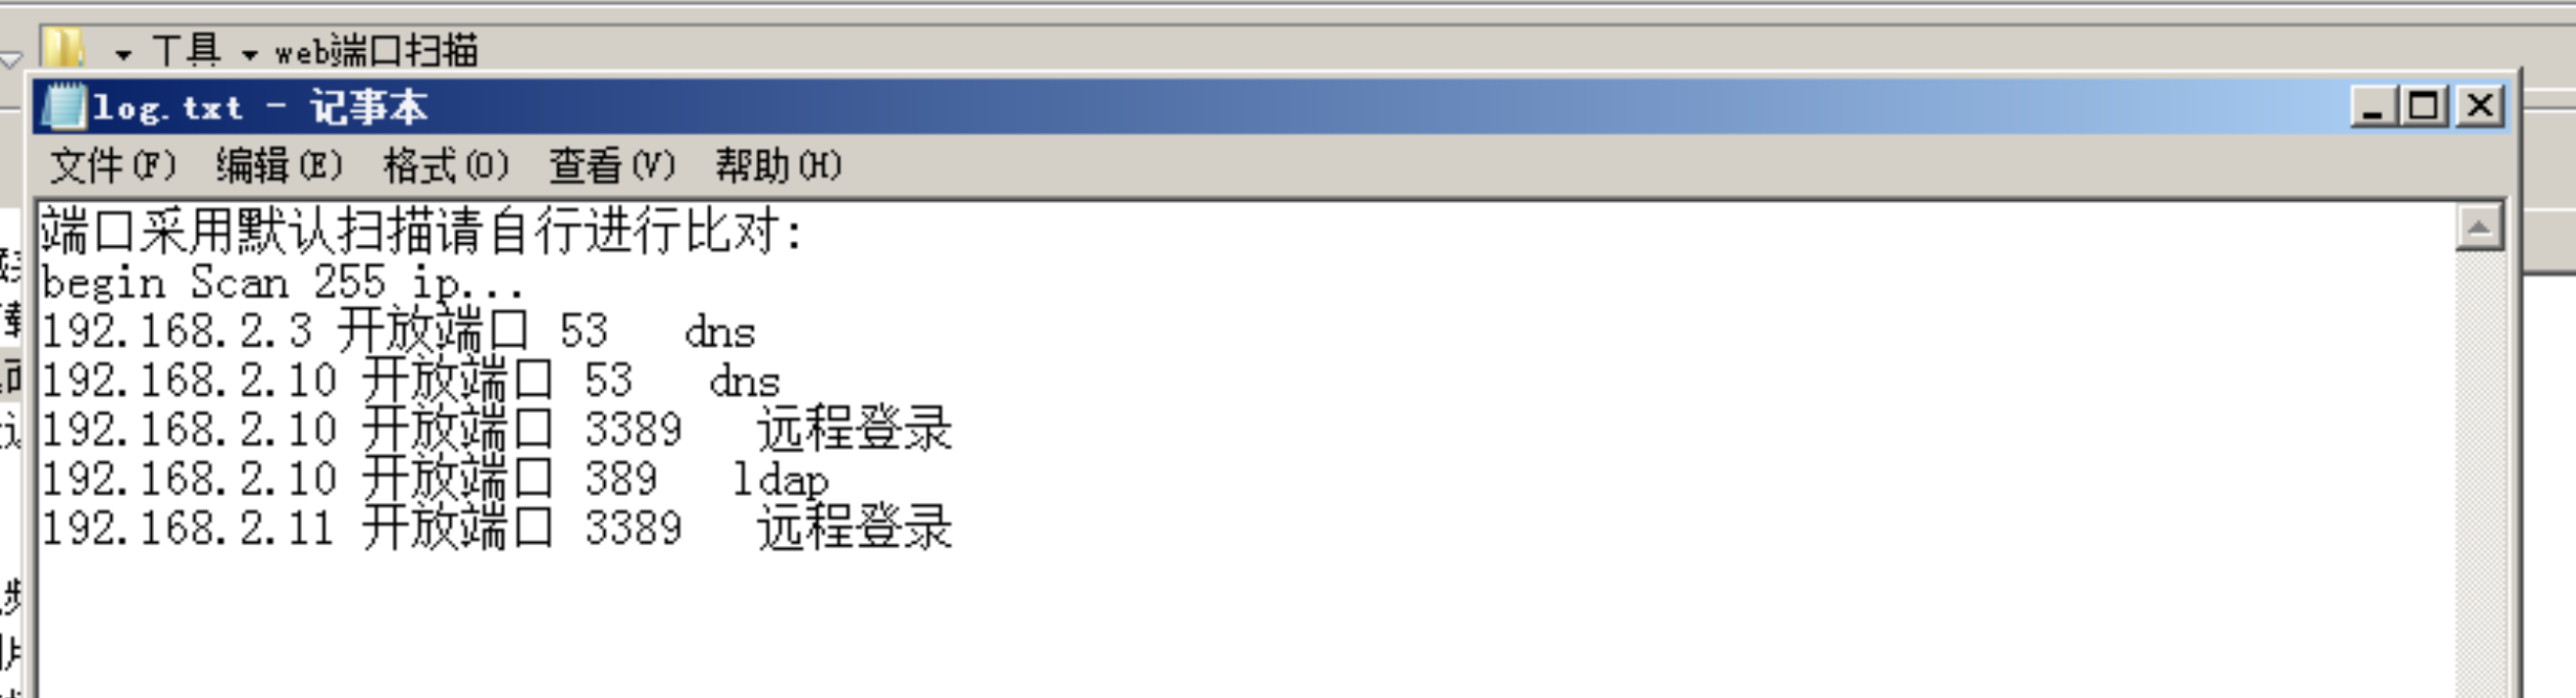 工具 web端口扫描
log.txt - 记事本
文件(F) 编辑(E) 格式(O) 查看(V) 帮助(H)
端口采用默认扫描请自行进行比对:
begin Scan 255 ip...
192.168.2.3 开放端口 53 dns
192.168.2.10 开放端口 53 dns
192.168.2.10 开放端口 3389 远程登录
192.168.2.10 开放端口 389 ldap
192.168.2.11 开放端口 3389 远程登录